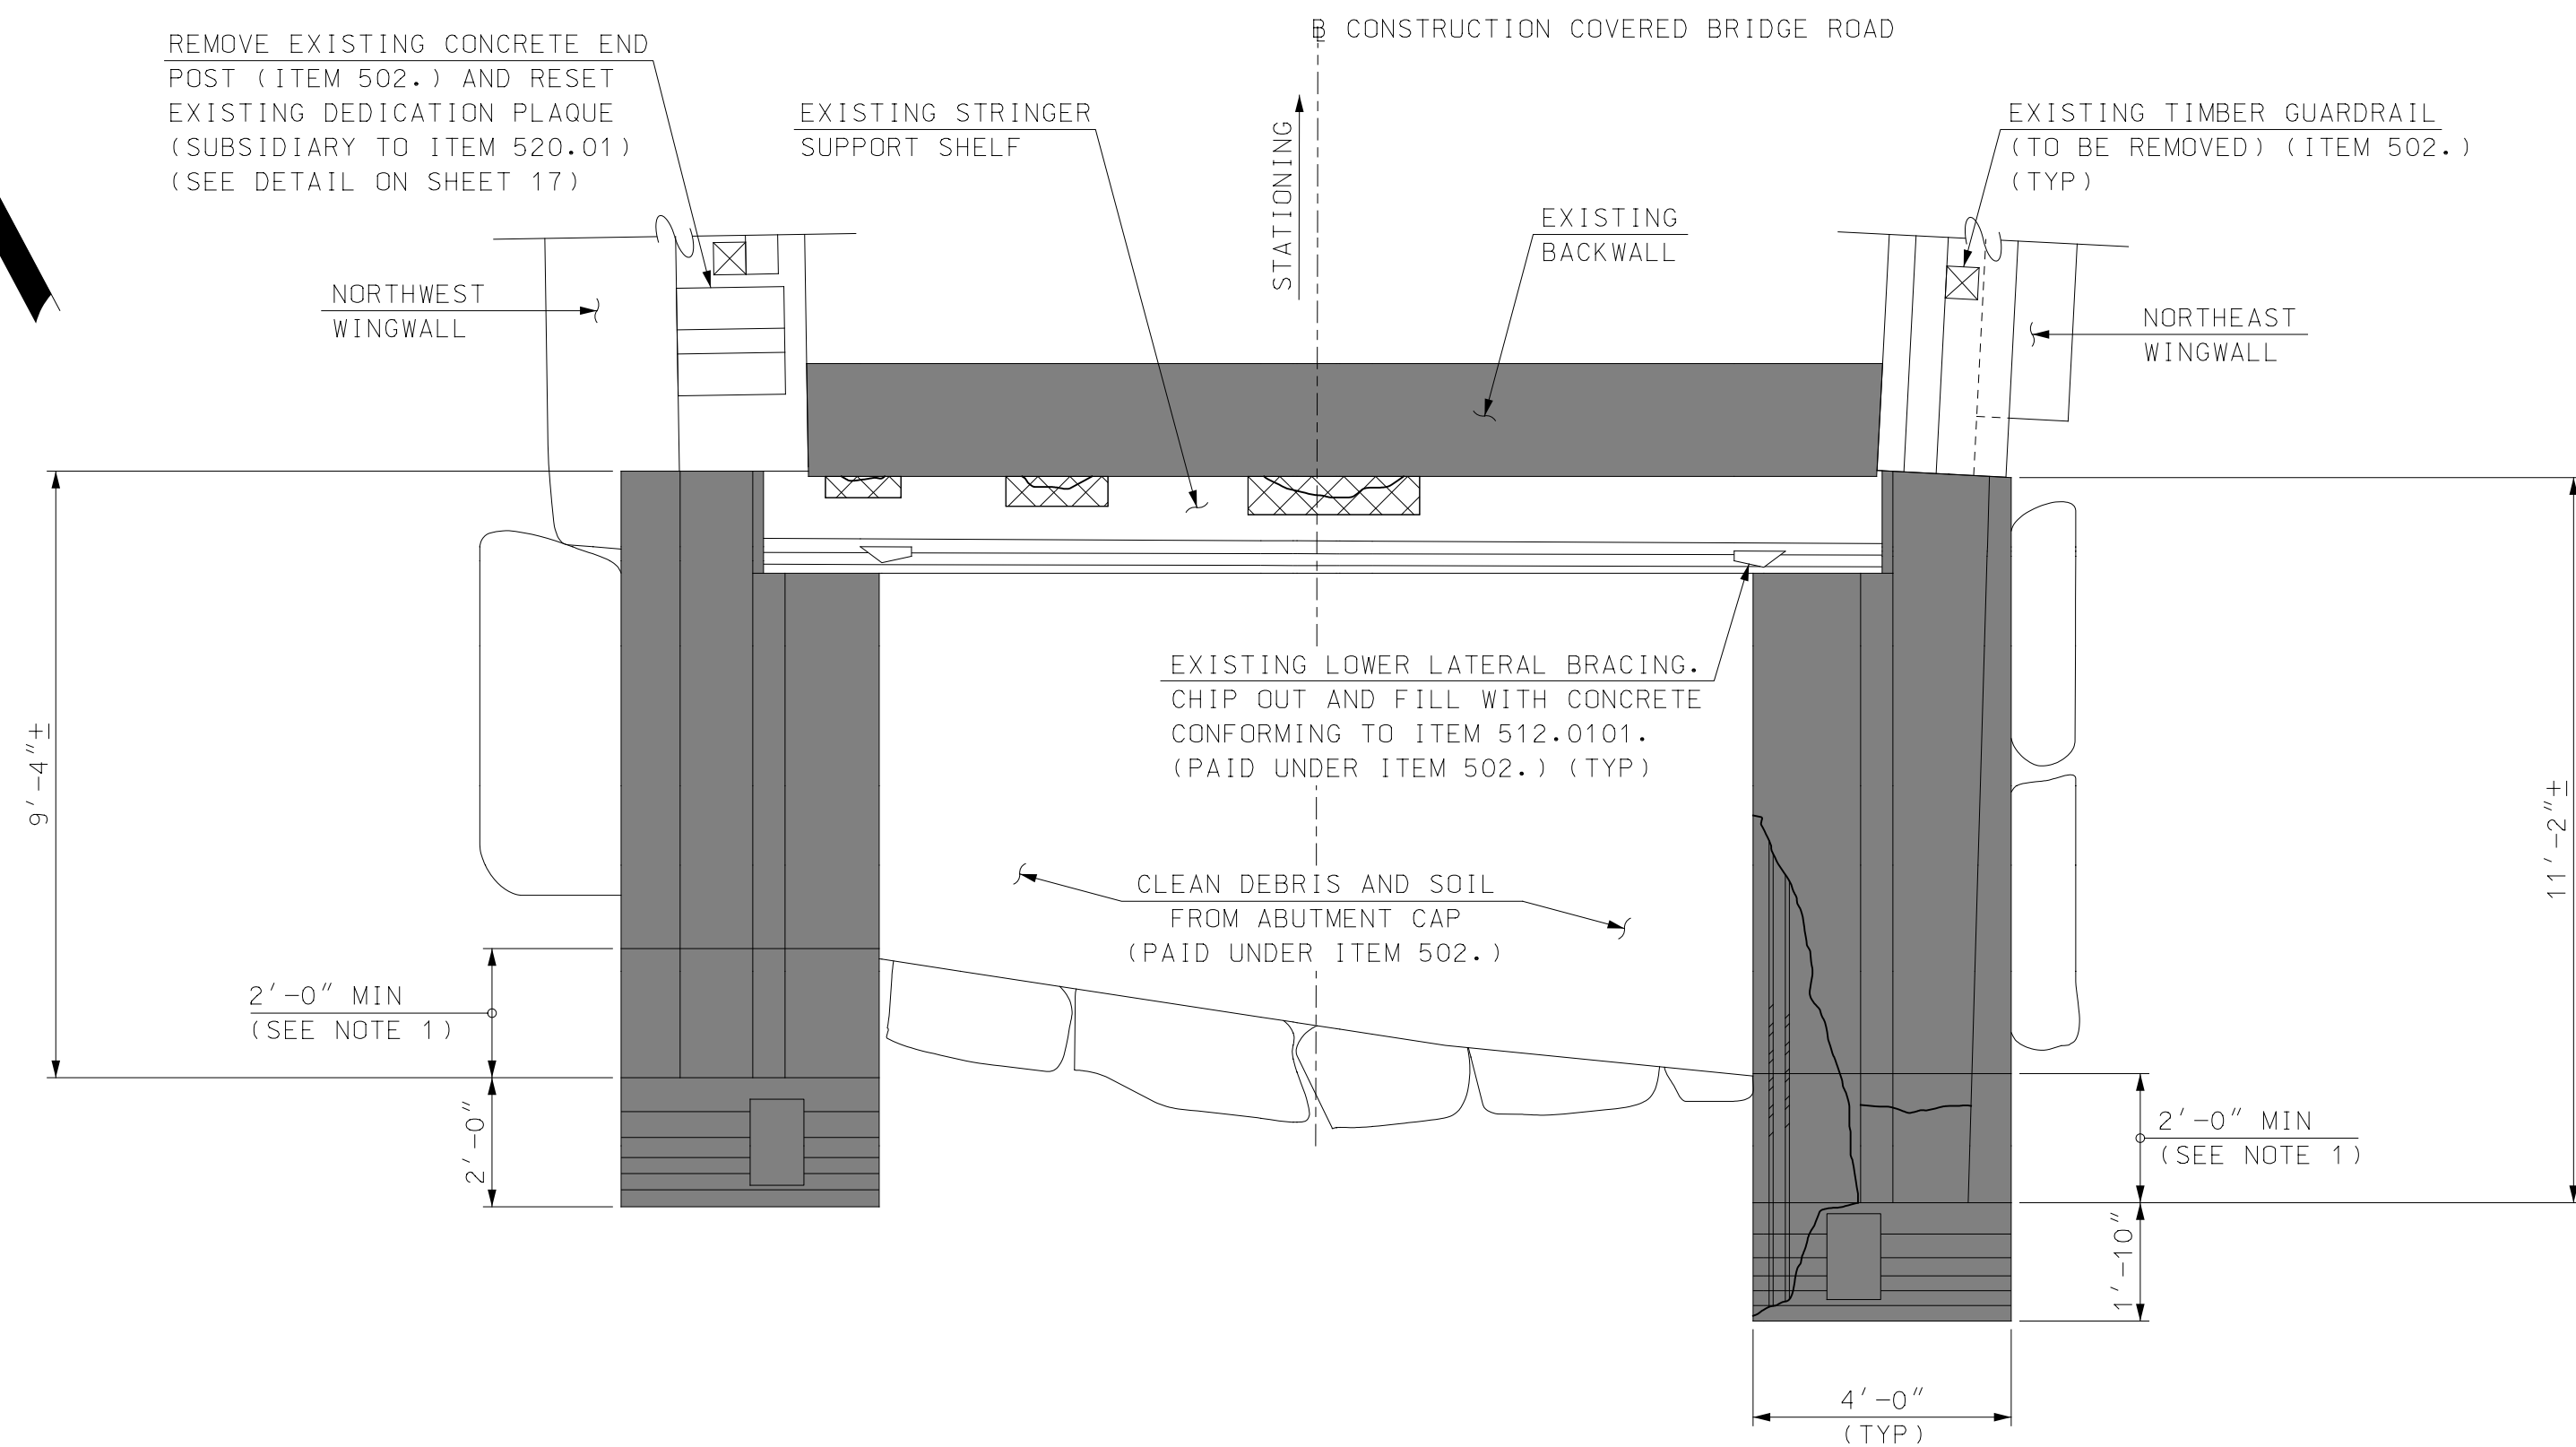 ℄ CONSTRUCTION COVERED BRIDGE ROAD
REMOVE EXISTING CONCRETE END
POST (ITEM 502.) AND RESET
EXISTING DEDICATION PLAQUE
(SUBSIDIARY TO ITEM 520.01)
(SEE DETAIL ON SHEET 17)
EXISTING STRINGER
SUPPORT SHELF
STATIONING
EXISTING TIMBER GUARDRAIL
(TO BE REMOVED) (ITEM 502.)
(TYP)
EXISTING
BACKWALL
NORTHWEST
WINGWALL
NORTHEAST
WINGWALL
EXISTING LOWER LATERAL BRACING.
CHIP OUT AND FILL WITH CONCRETE
CONFORMING TO ITEM 512.0101.
(PAID UNDER ITEM 502.) (TYP)
9'-4"±
11'-2"±
CLEAN DEBRIS AND SOIL
FROM ABUTMENT CAP
(PAID UNDER ITEM 502.)
2'-0" MIN
(SEE NOTE 1)
2'-0"
2'-0" MIN
(SEE NOTE 1)
1'-10"
4'-0"
(TYP)